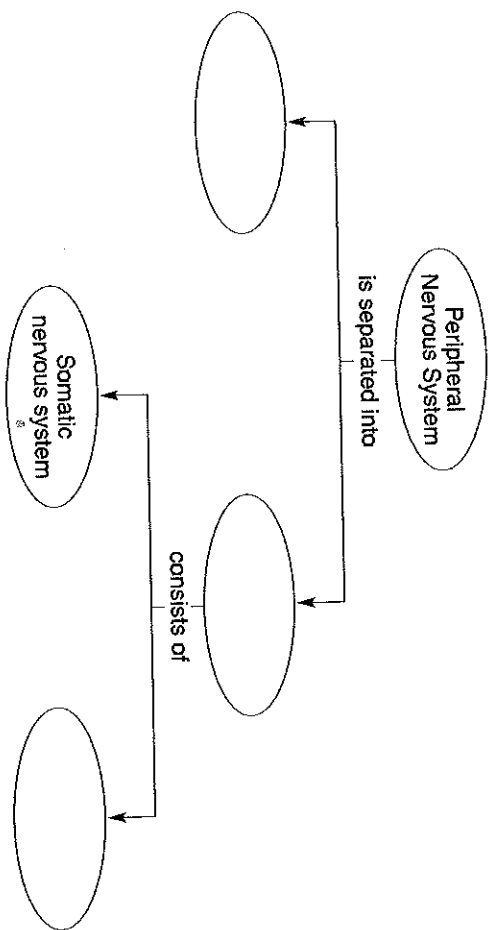 Peripheral
Nervous System
is separated into
consists of
Somatic
nervous system